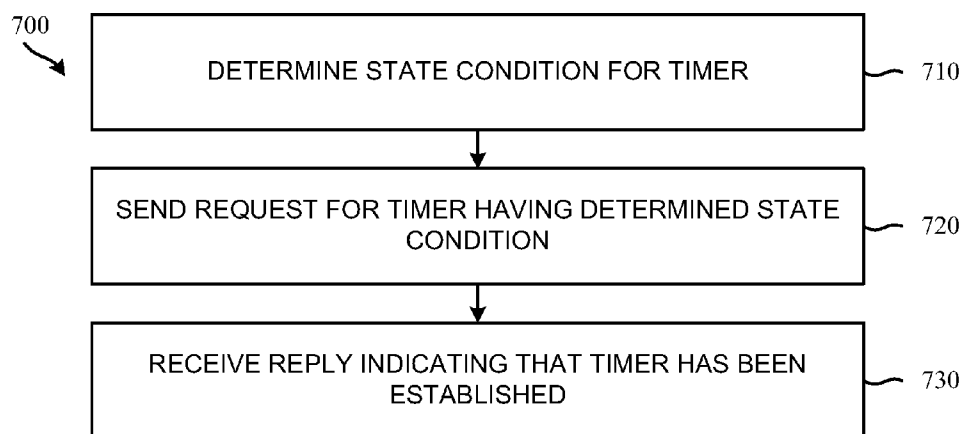 700
DETERMINE STATE CONDITION FOR TIMER
710
SEND REQUEST FOR TIMER HAVING DETERMINED STATE
CONDITION
720
RECEIVE REPLY INDICATING THAT TIMER HAS BEEN
ESTABLISHED
730